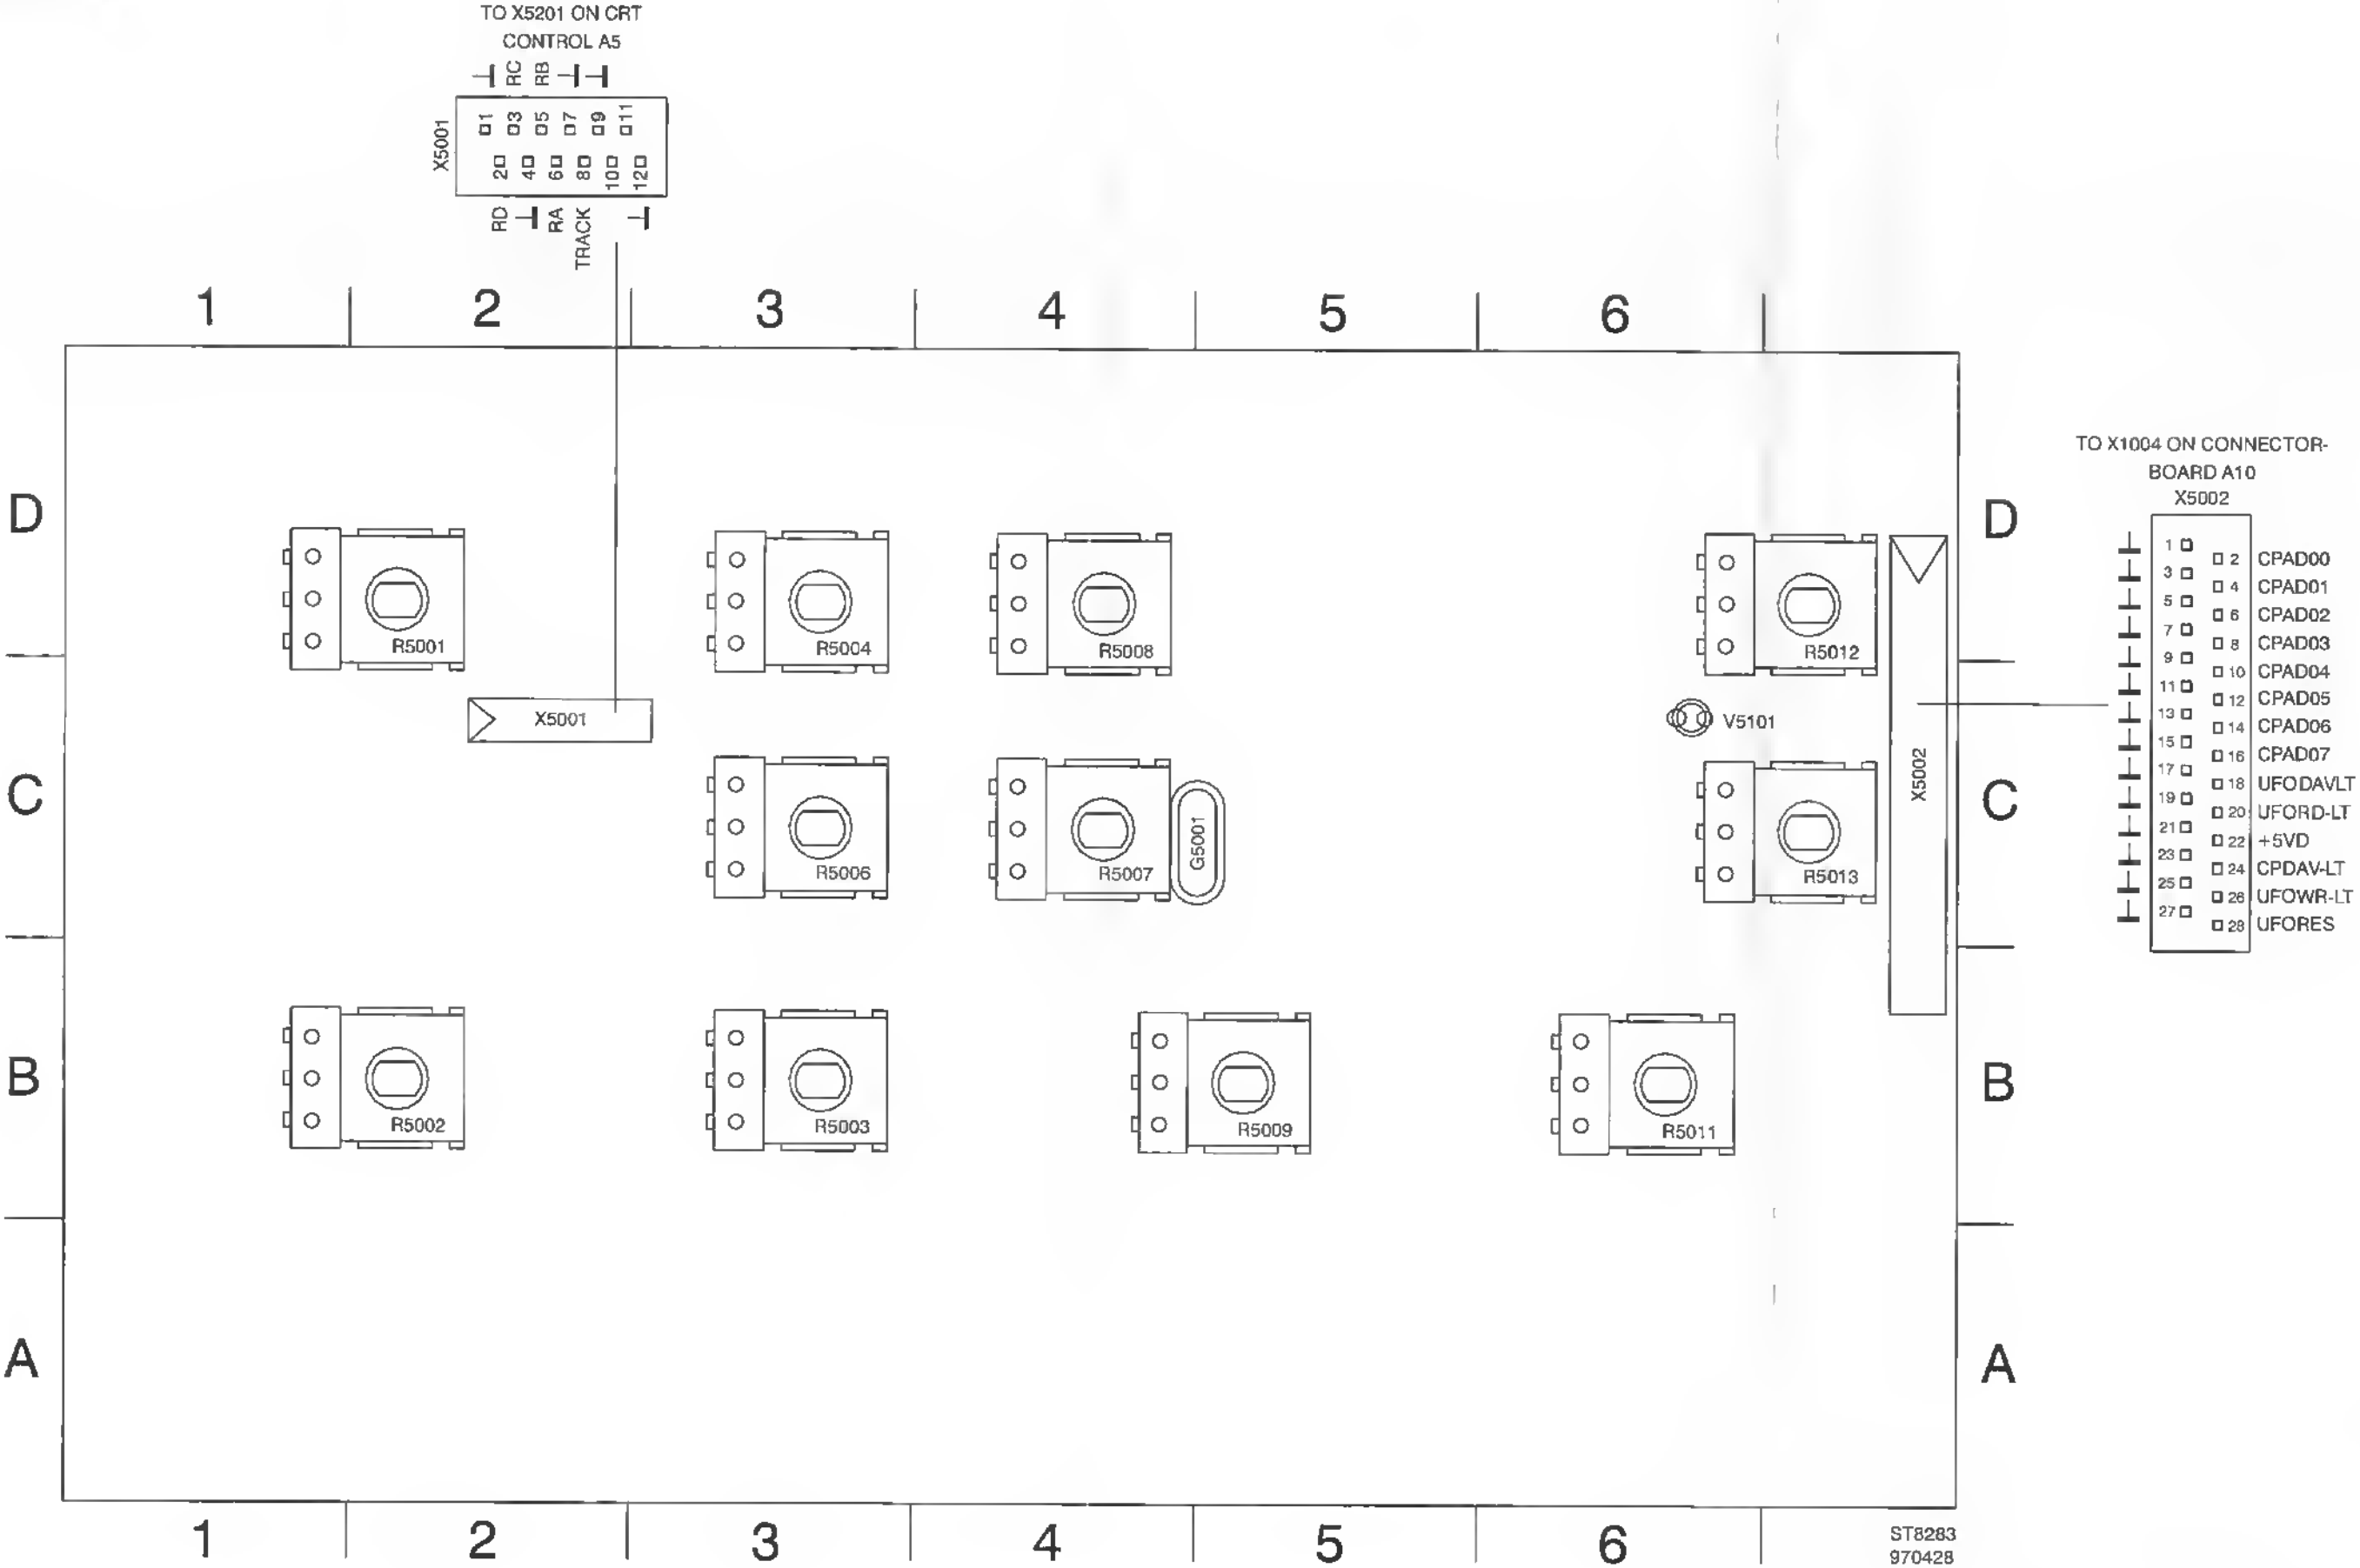 TO X5201 ON CRT
CONTROL A5
RC RB
X5001
1 3 5 7 9 11
2 4 6 8 10 12
RD RA TRACK
1 2 3 4 5 6
TO X1004 ON CONNECTOR-
BOARD A10
X5002
1
2 CPAD00
3
4 CPAD01
5
6 CPAD02
7
8 CPAD03
9
10 CPAD04
11
12 CPAD05
13
14 CPAD06
15
16 CPAD07
17
18 UFODAVLT
19
20 UFORD-LT
21
22 +5VD
23
24 CPDAV-LT
25
26 UFOWR-LT
27
28 UFORES
D D
R5001 R5004 R5008 R5012
X5001 V5101
C X5002 C
G5001
R5006 R5007 R5013
B B
R5002 R5003 R5009 R5011
A A
1 2 3 4 5 6
ST8283
970428